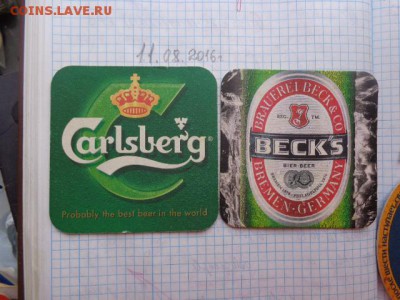 COINS.LAVE.RU
11.08.2016г
Carlsberg
Probably the best beer in the world
BRAUEREI BECK & CO
BECK'S
BIER-BEER
BREMEN-GERMANY